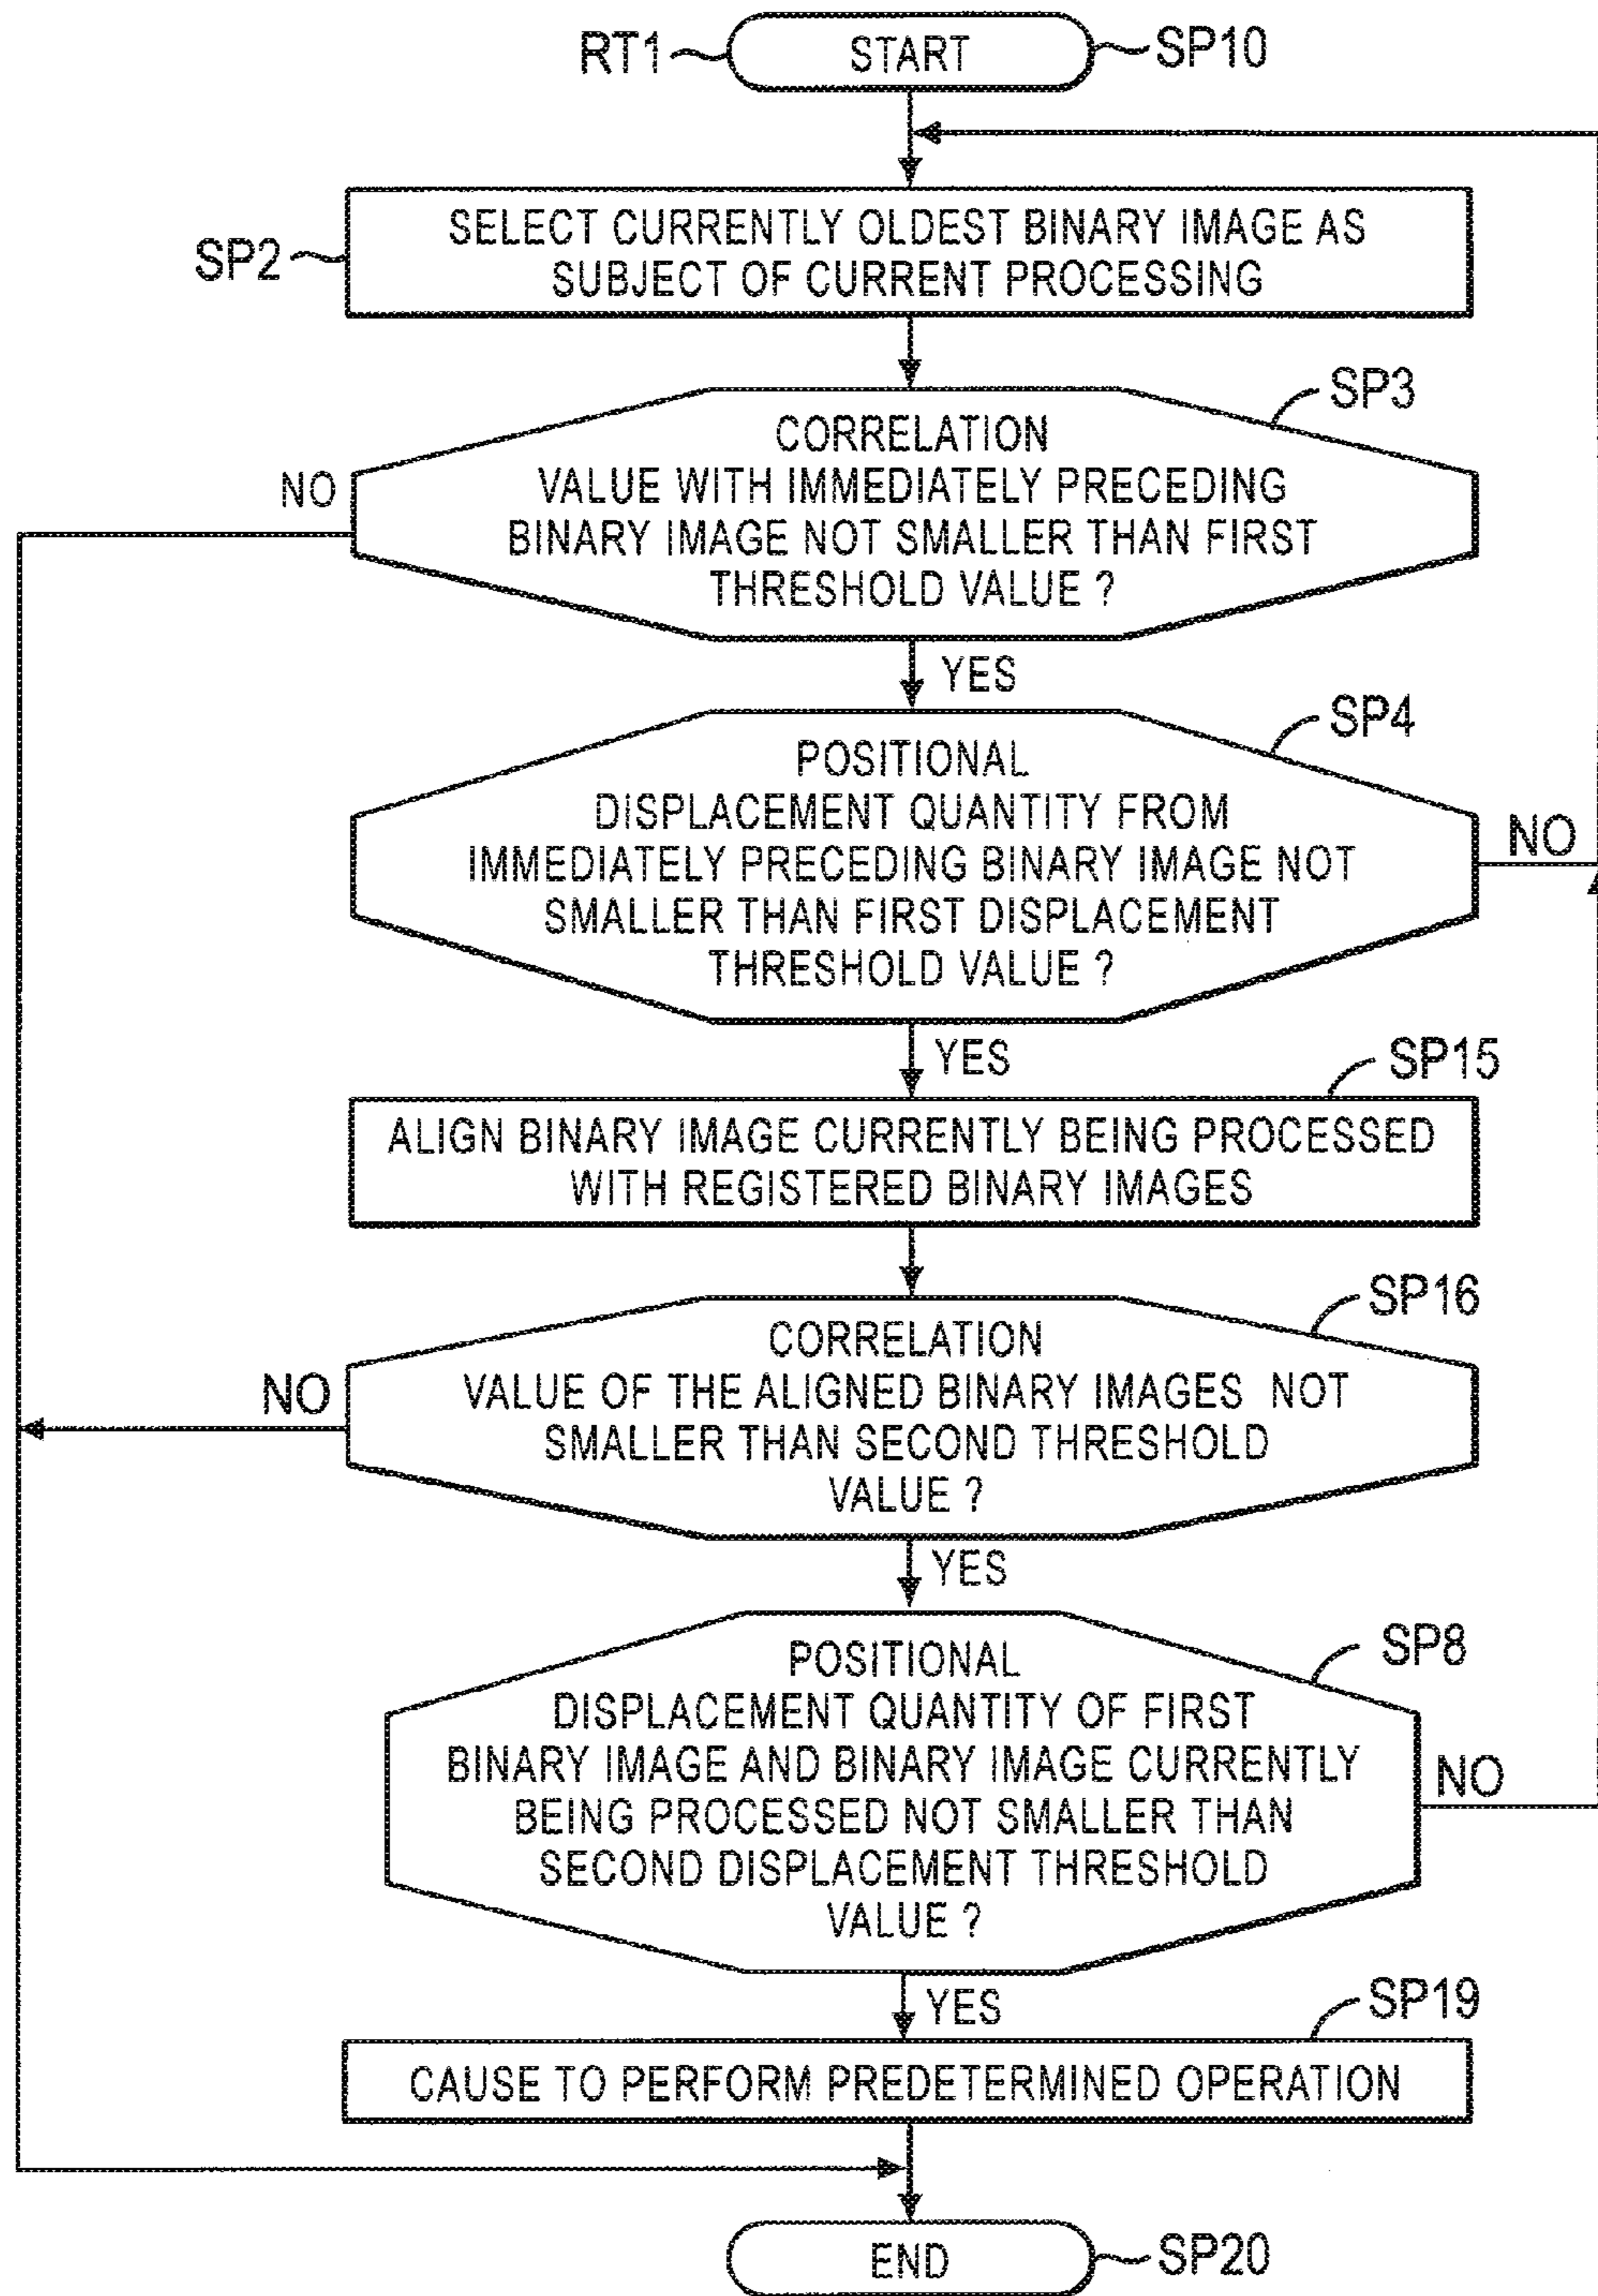 RT1 START SP10
SP2 SELECT CURRENTLY OLDEST BINARY IMAGE AS
SUBJECT OF CURRENT PROCESSING
SP3
CORRELATION
VALUE WITH IMMEDIATELY PRECEDING
BINARY IMAGE NOT SMALLER THAN FIRST
THRESHOLD VALUE ?
NO
YES
SP4
POSITIONAL
DISPLACEMENT QUANTITY FROM
IMMEDIATELY PRECEDING BINARY IMAGE NOT
SMALLER THAN FIRST DISPLACEMENT
THRESHOLD VALUE ?
NO
YES
SP15
ALIGN BINARY IMAGE CURRENTLY BEING PROCESSED
WITH REGISTERED BINARY IMAGES
SP16
CORRELATION
VALUE OF THE ALIGNED BINARY IMAGES NOT
SMALLER THAN SECOND THRESHOLD
VALUE ?
NO
YES
SP8
POSITIONAL
DISPLACEMENT QUANTITY OF FIRST
BINARY IMAGE AND BINARY IMAGE CURRENTLY
BEING PROCESSED NOT SMALLER THAN
SECOND DISPLACEMENT THRESHOLD
VALUE ?
NO
YES
SP19
CAUSE TO PERFORM PREDETERMINED OPERATION
END SP20